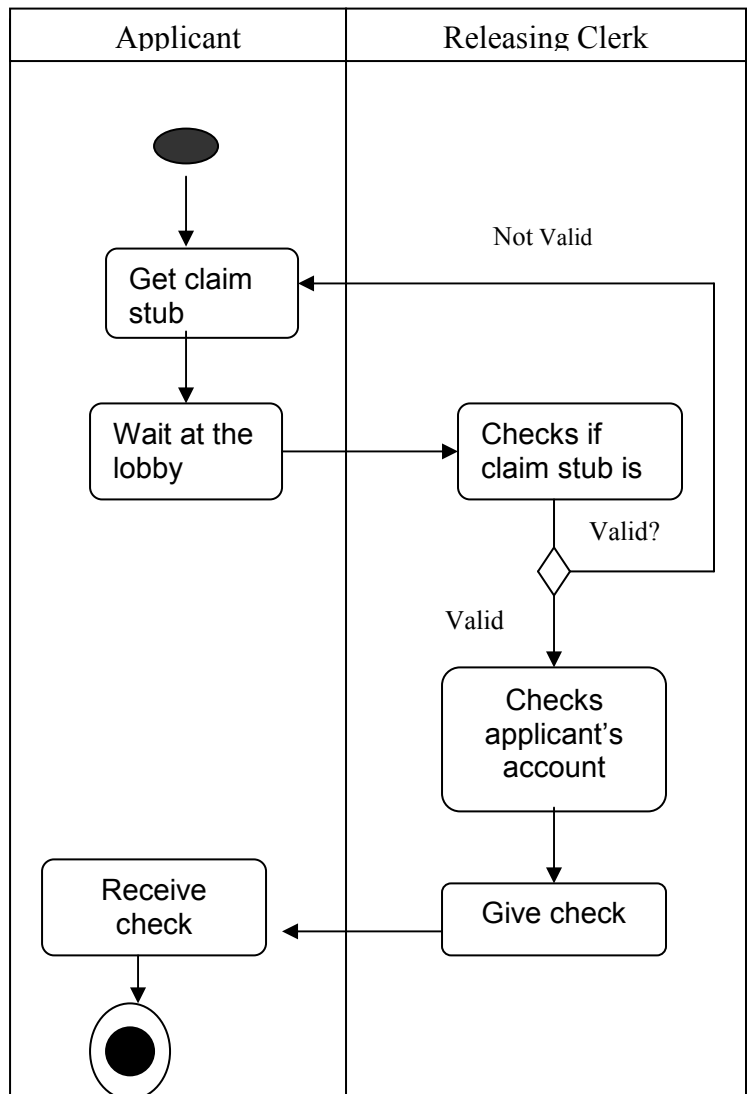 Applicant
Releasing Clerk
Not Valid
Get claim
stub
Wait at the
lobby
Checks if
claim stub is
Valid?
Valid
Checks
applicant’s
account
Receive
check
Give check